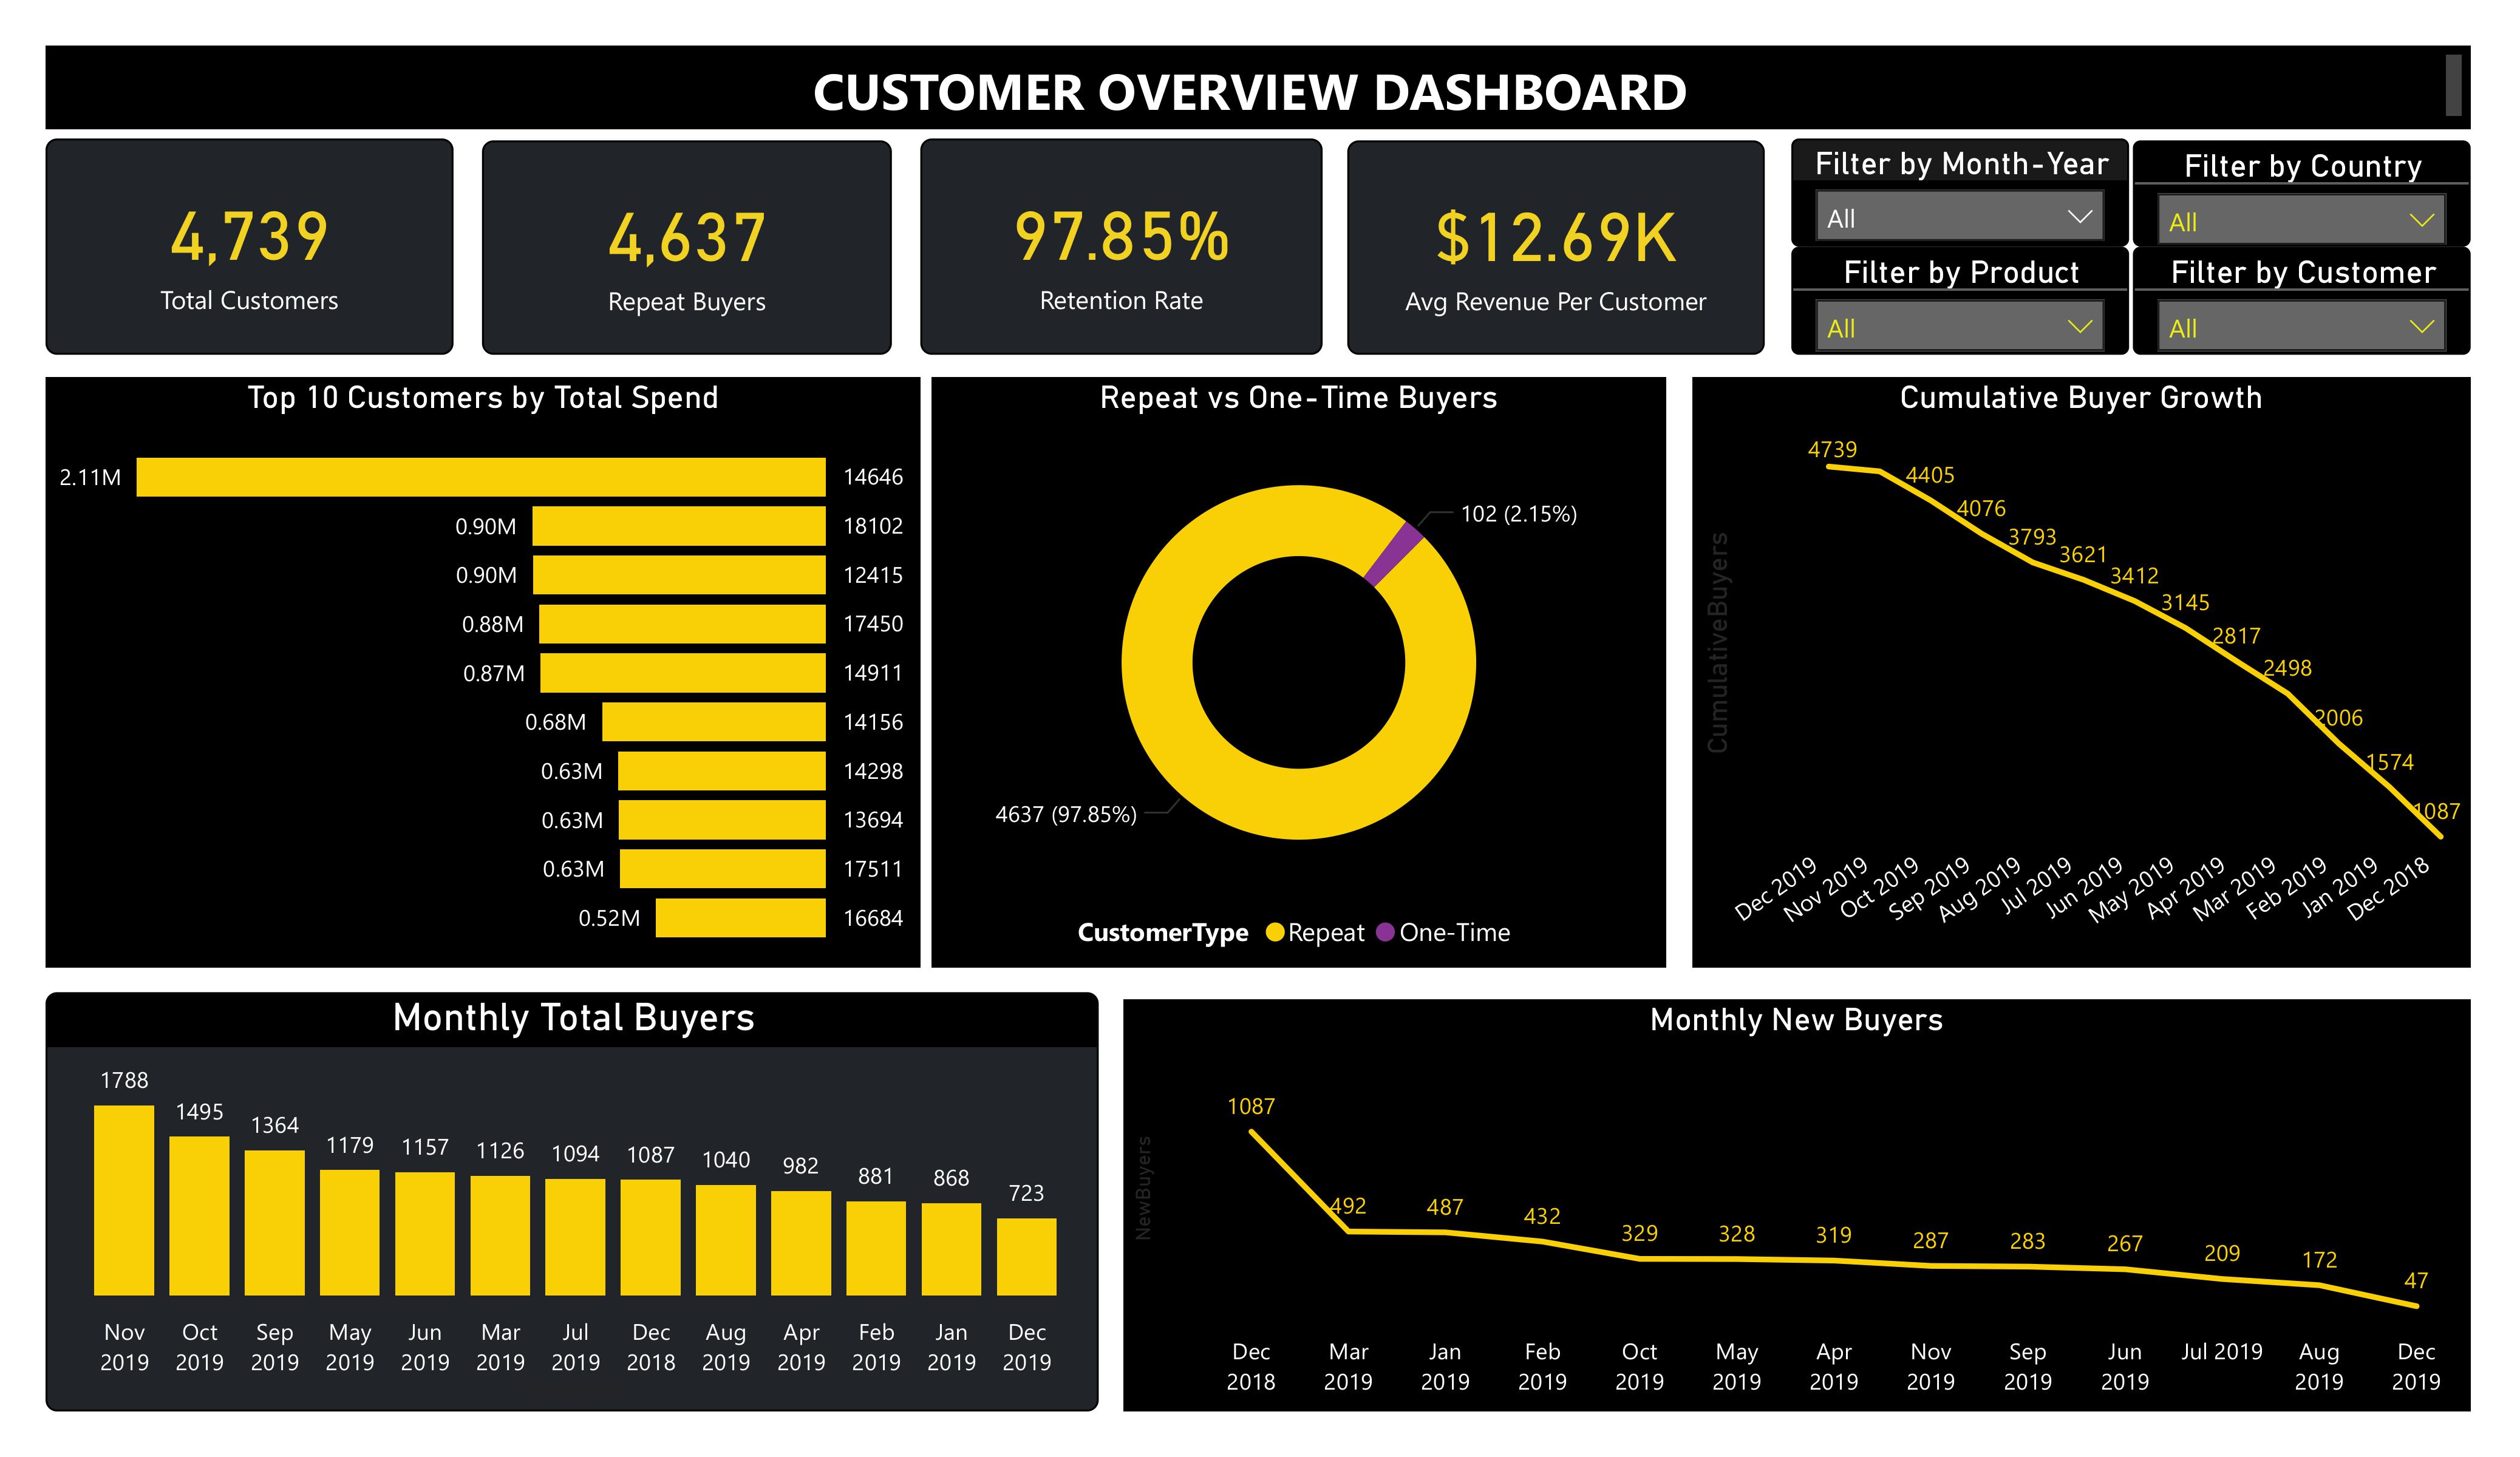 CUSTOMER OVERVIEW DASHBOARD
4,739
Total Customers
4,637
Repeat Buyers
97.85%
Retention Rate
$12.69K
Avg Revenue Per Customer
Filter by Month-Year
All
Filter by Country
All
Filter by Product
All
Filter by Customer
All
Top 10 Customers by Total Spend
2.11M 14646
0.90M 18102
0.90M 12415
0.88M 17450
0.87M 14911
0.68M 14156
0.63M 14298
0.63M 13694
0.63M 17511
0.52M 16684
Repeat vs One-Time Buyers
102 (2.15%)
4637 (97.85%)
CustomerType Repeat One-Time
Cumulative Buyer Growth
CumulativeBuyers
4739
4405
4076
3793
3621
3412
3145
2817
2498
2006
1574
1087
Dec 2019
Nov 2019
Oct 2019
Sep 2019
Aug 2019
Jul 2019
Jun 2019
May 2019
Apr 2019
Mar 2019
Feb 2019
Jan 2019
Dec 2018
Monthly Total Buyers
1788 1495 1364 1179 1157 1126 1094 1087 1040 982 881 868 723
Nov Oct Sep May Jun Mar Jul Dec Aug Apr Feb Jan Dec
2019 2019 2019 2019 2019 2019 2019 2018 2019 2019 2019 2019 2019
Monthly New Buyers
NewBuyers
1087 492 487 432 329 328 319 287 283 267 209 172 47
Dec Mar Jan Feb Oct May Apr Nov Sep Jun Jul 2019 Aug Dec
2018 2019 2019 2019 2019 2019 2019 2019 2019 2019 2019 2019